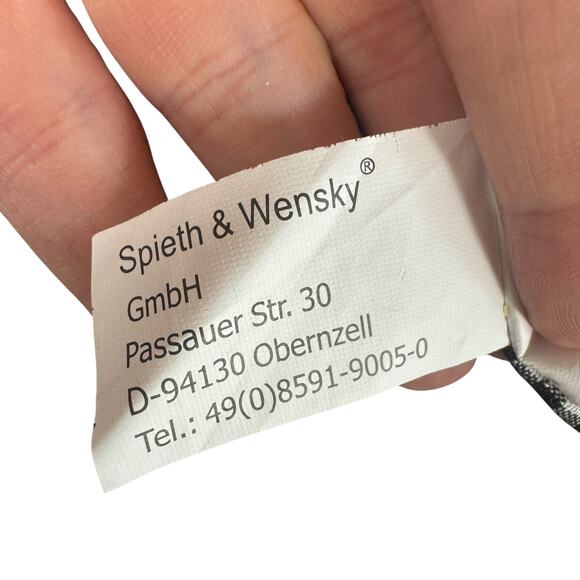 Spieth & Wensky®
GmbH
Passauer Str. 30
D-94130 Obernzell
Tel.: 49(0)8591-9005-0